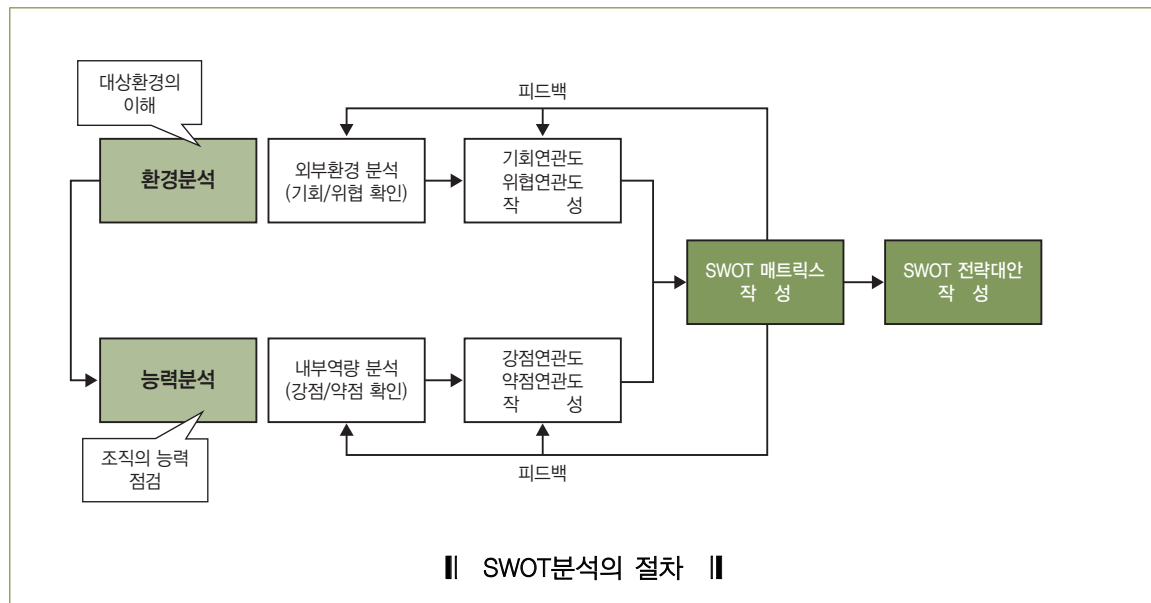 대상환경의
이해
피드백
환경분석
외부환경 분석
(기회/위협 확인)
기회연관도
위협연관도
작 성
SWOT 매트릭스
작 성
SWOT 전략대안
작 성
능력분석
내부역량 분석
(강점/약점 확인)
강점연관도
약점연관도
작 성
조직의 능력
점검
피드백
SWOT분석의 절차